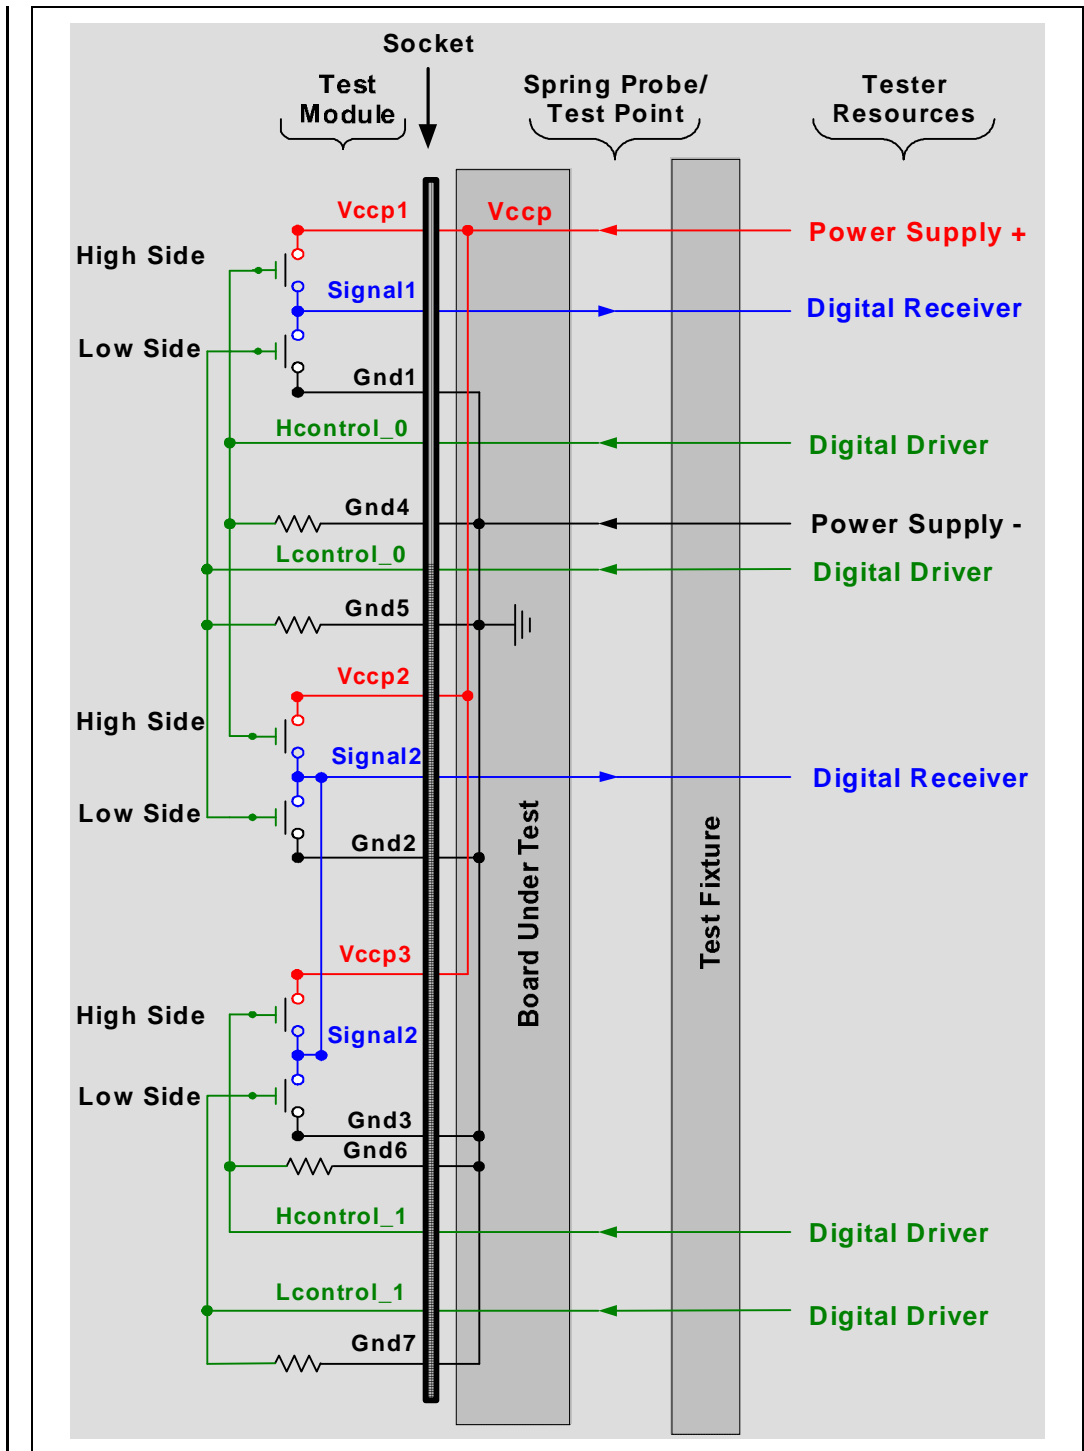 Socket
Test
Module
Spring Probe/
Test Point
Tester
Resources
Vccp1
Vccp
Power Supply +
High Side
Signal1
Digital Receiver
Low Side
Gnd1
Hcontrol_0
Digital Driver
Gnd4
Power Supply -
Lcontrol_0
Digital Driver
Gnd5
Vccp2
High Side
Signal2
Digital Receiver
Low Side
Gnd2
Board Under Test
Test Fixture
Vccp3
High Side
Signal2
Low Side
Gnd3
Gnd6
Hcontrol_1
Digital Driver
Lcontrol_1
Digital Driver
Gnd7